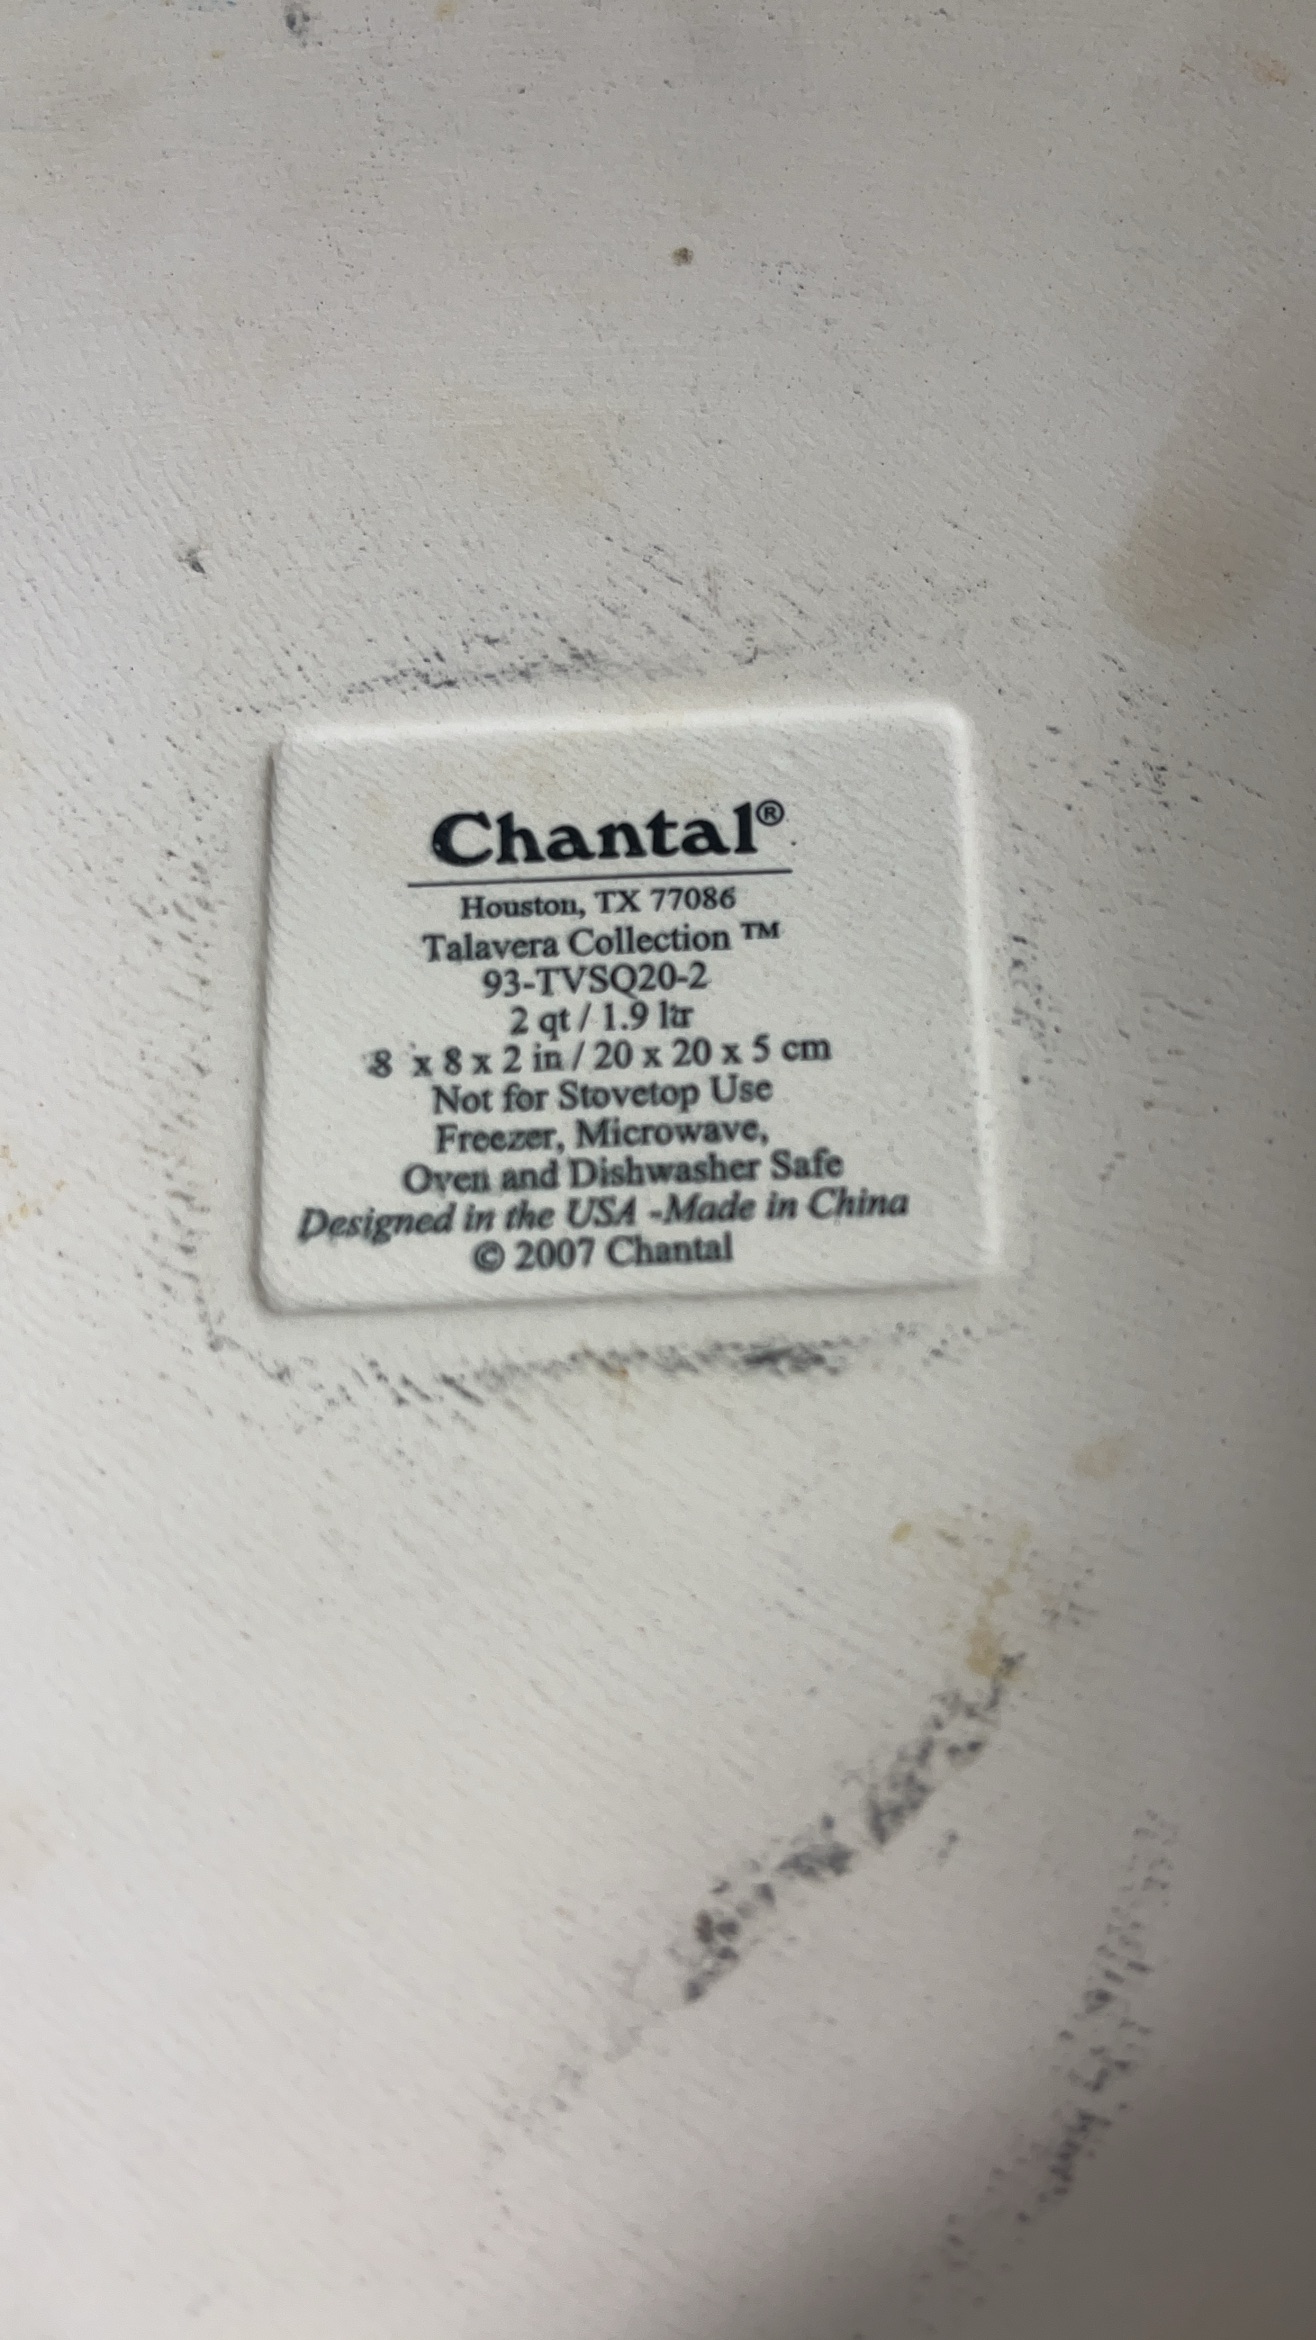 Chantal®
Houston, TX 77086
Talavera Collection ™
93-TVSQ20-2
2 qt / 1.9 ltr
8 x 8 x 2 in / 20 x 20 x 5 cm
Not for Stovetop Use
Freezer, Microwave,
Oven and Dishwasher Safe
Designed in the USA -Made in China
© 2007 Chantal